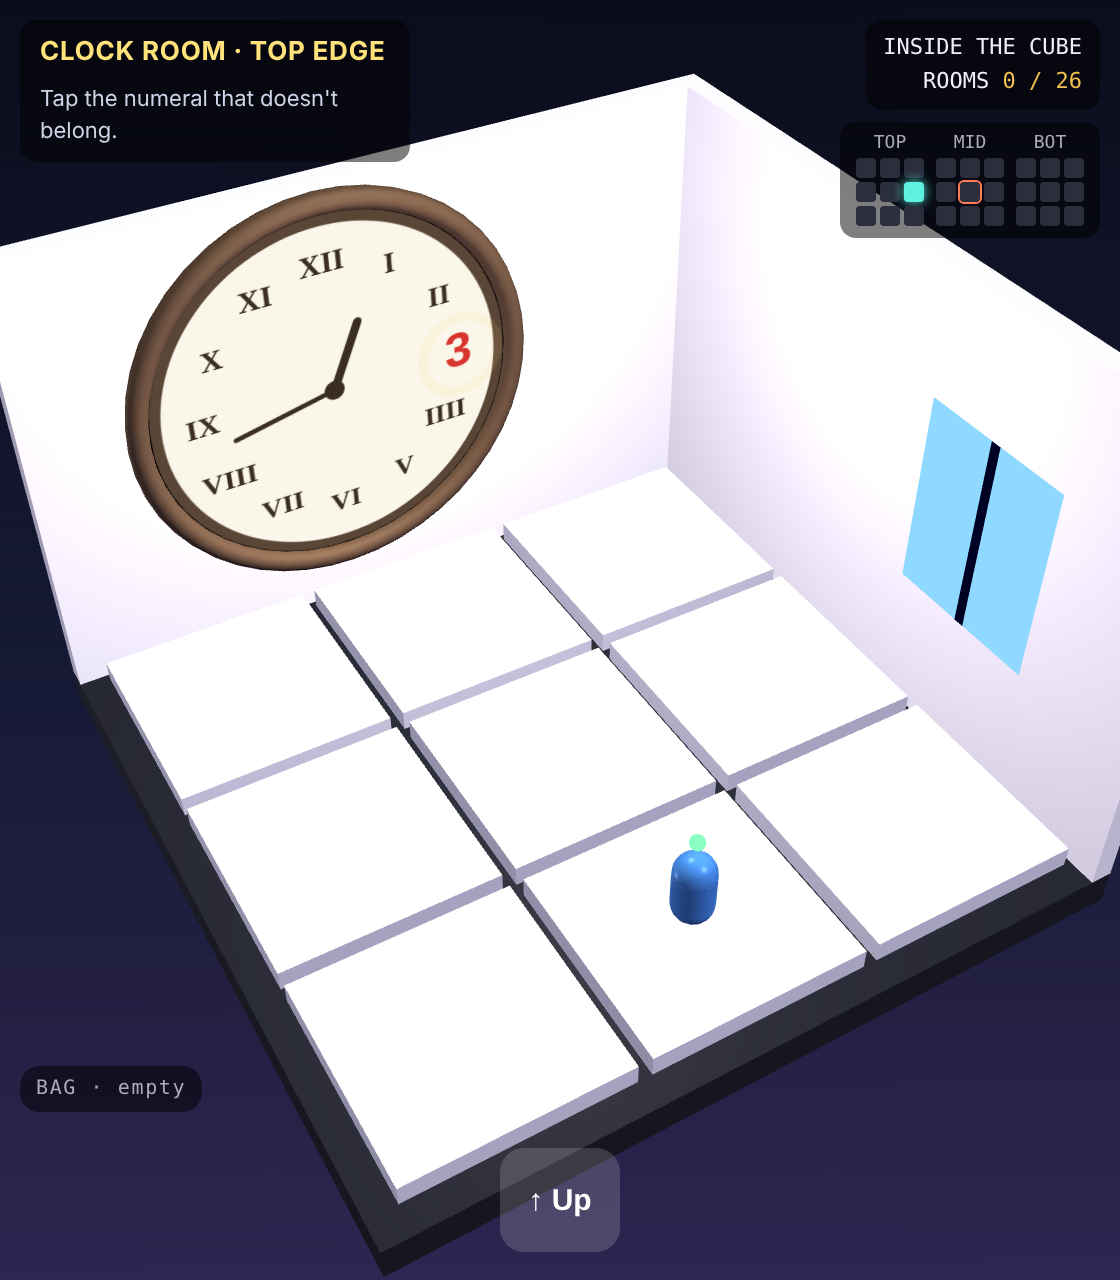 CLOCK ROOM · TOP EDGE
Tap the numeral that doesn't
belong.
INSIDE THE CUBE
ROOMS 0 / 26
TOP MID BOT
XII
I
II
3
IIII
V
VI
VII
VIII
IX
X
XI
BAG · empty
↑ Up